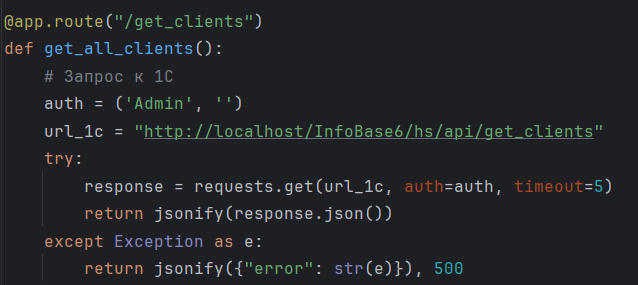 @app.route("/get_clients")
def get_all_clients():
    # Запрос к 1С
    auth = ('Admin', '')
    url_1c = "http://localhost/InfoBase6/hs/api/get_clients"
    try:
        response = requests.get(url_1c, auth=auth, timeout=5)
        return jsonify(response.json())
    except Exception as e:
        return jsonify({"error": str(e)}), 500